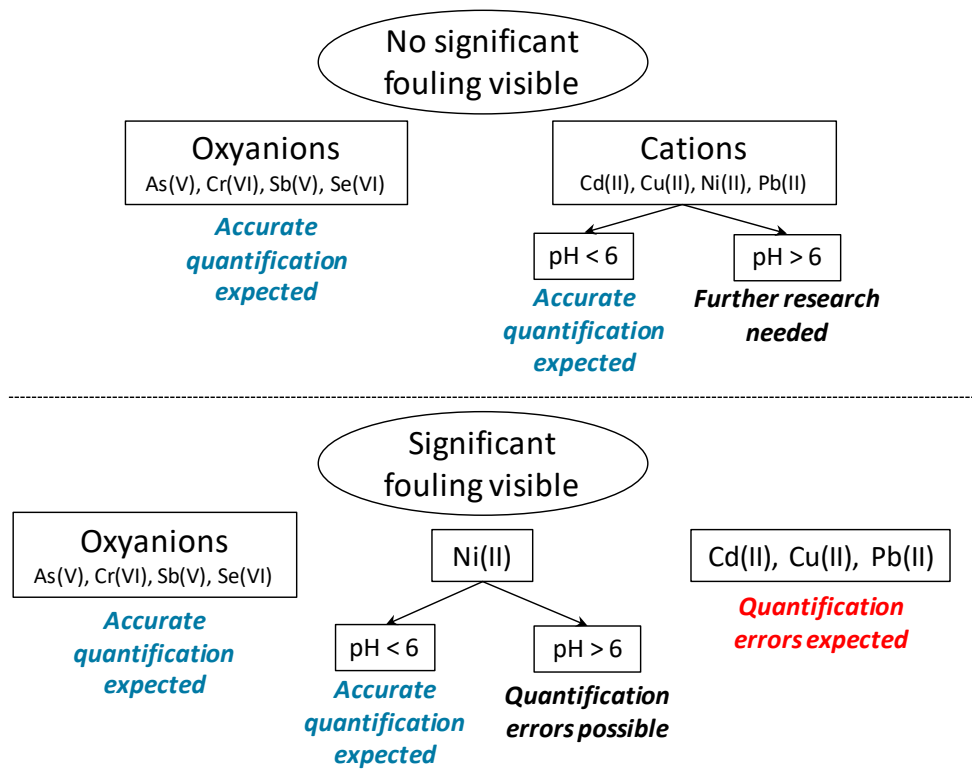 No significant
fouling visible
Oxyanions
As(V), Cr(VI), Sb(V), Se(VI)
Accurate
quantification
expected
Cations
Cd(II), Cu(II), Ni(II), Pb(II)
pH < 6
Accurate
quantification
expected
pH > 6
Further research
needed
Significant
fouling visible
Oxyanions
As(V), Cr(VI), Sb(V), Se(VI)
Accurate
quantification
expected
Ni(II)
pH < 6
Accurate
quantification
expected
pH > 6
Quantification
errors possible
Cd(II), Cu(II), Pb(II)
Quantification
errors expected